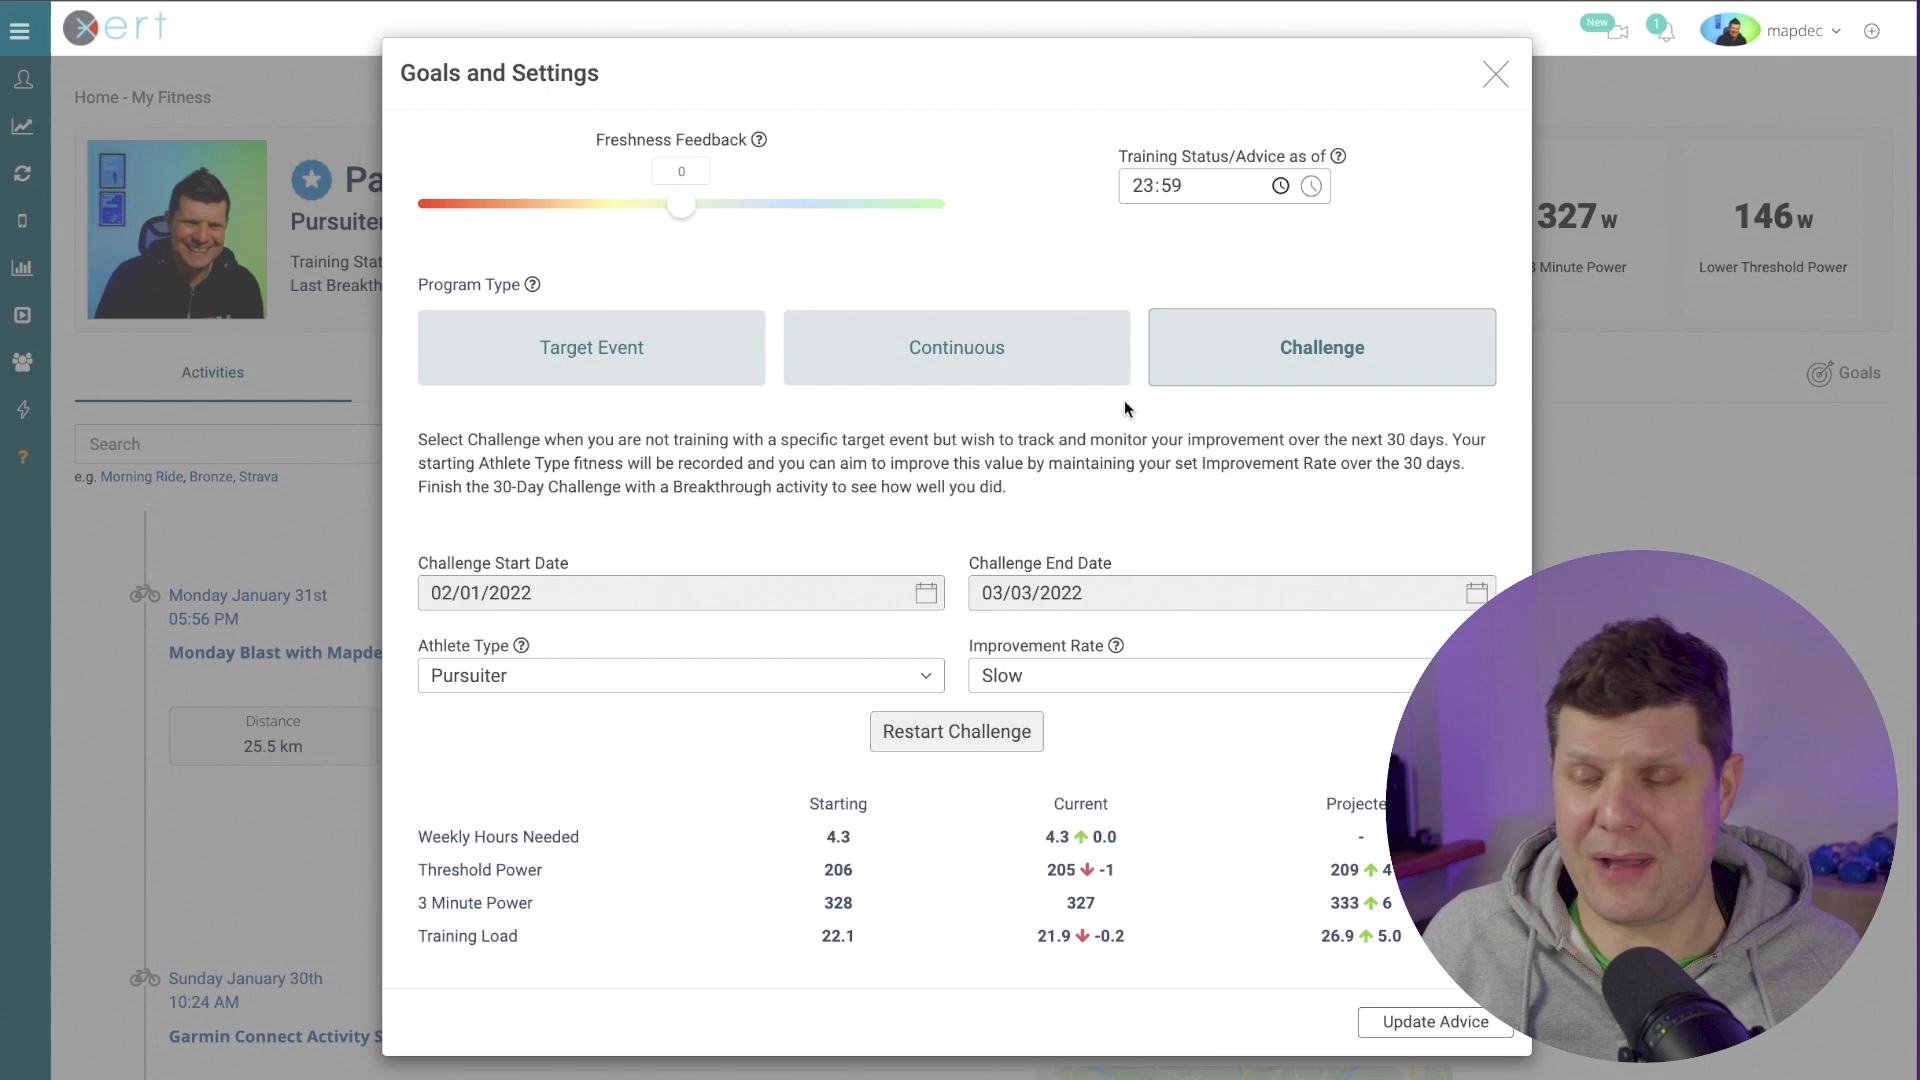 xert
New
1
mapdec
Goals and Settings
Home - My Fitness
Freshness Feedback ?
0
Training Status/Advice as of ?
23:59
Pa
Pursuiter
Training Stat
Last Breakth
327 w
3 Minute Power
146 w
Lower Threshold Power
Program Type ?
Target Event
Continuous
Challenge
Activities
Goals
Search
e.g. Morning Ride, Bronze, Strava
Select Challenge when you are not training with a specific target event but wish to track and monitor your improvement over the next 30 days. Your
starting Athlete Type fitness will be recorded and you can aim to improve this value by maintaining your set Improvement Rate over the 30 days.
Finish the 30-Day Challenge with a Breakthrough activity to see how well you did.
Challenge Start Date
02/01/2022
Challenge End Date
03/03/2022
Athlete Type ?
Pursuiter
Improvement Rate ?
Slow
Restart Challenge
Monday January 31st
05:56 PM
Monday Blast with Mapde
Distance
25.5 km
Starting Current Projecte
Weekly Hours Needed 4.3 4.3 0.0 -
Threshold Power 206 205 -1 209 4
3 Minute Power 328 327 333 6
Training Load 22.1 21.9 -0.2 26.9 5.0
Sunday January 30th
10:24 AM
Garmin Connect Activity S
Update Advice